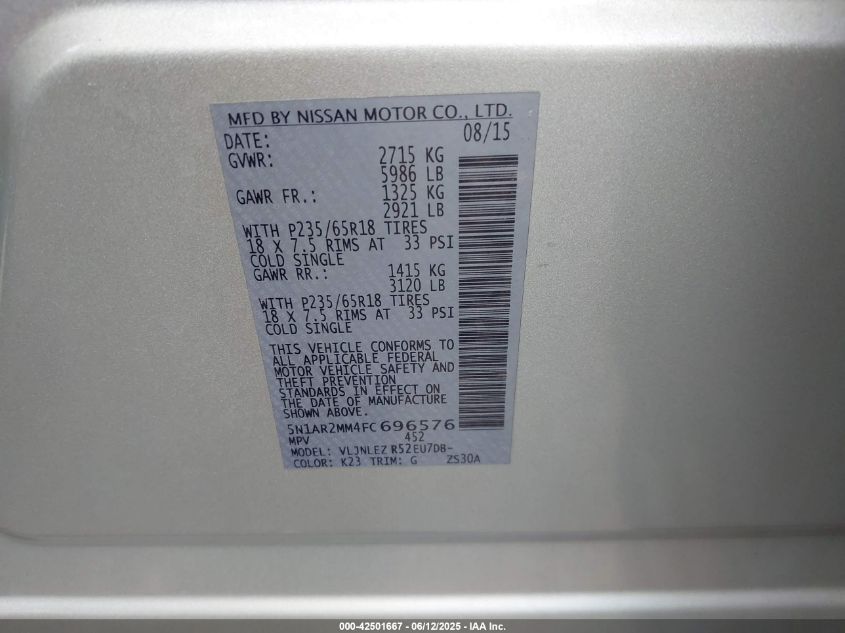 MFD BY NISSAN MOTOR CO., LTD.
DATE: 08/15
GVWR: 2715 KG
5986 LB
GAWR FR.: 1325 KG
2921 LB
WITH P235/65R18 TIRES
18 X 7.5 RIMS AT 33 PSI
COLD SINGLE
GAWR RR.: 1415 KG
3120 LB
WITH P235/65R18 TIRES
18 X 7.5 RIMS AT 33 PSI
COLD SINGLE
THIS VEHICLE CONFORMS TO
ALL APPLICABLE FEDERAL
MOTOR VEHICLE SAFETY AND
THEFT PREVENTION
STANDARDS IN EFFECT ON
THE DATE OF MANUFACTURE
SHOWN ABOVE.
5N1AR2MM4FC696576
MPV 452
MODEL: VLJNLEZ R52EU7DB-
COLOR: K23 TRIM: G ZS30A
000-42501667 - 06/12/2025 - IAA Inc.